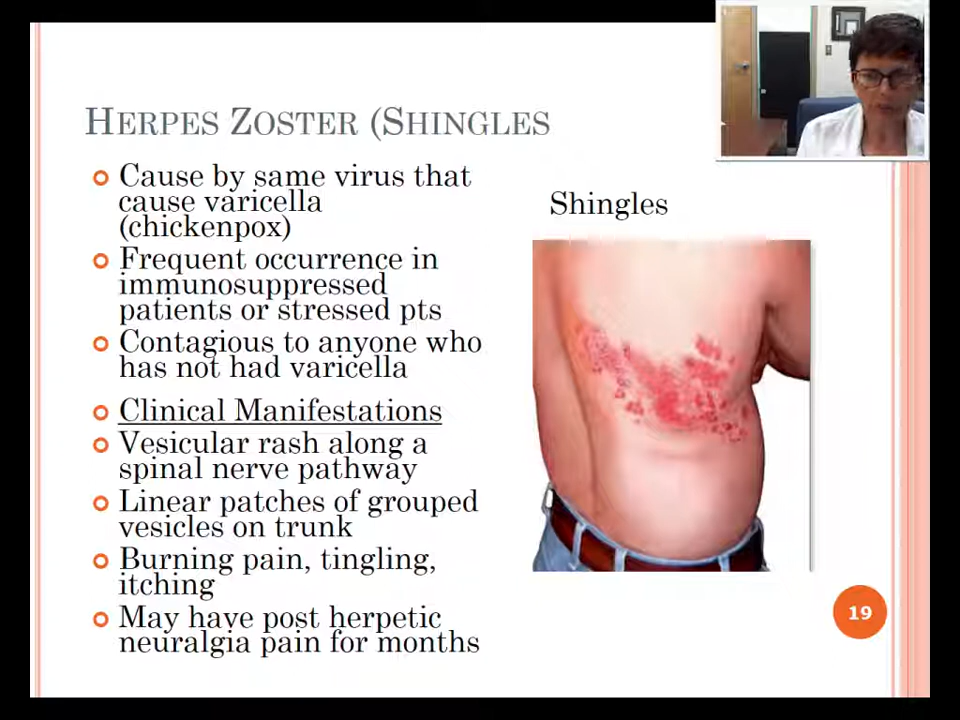 HERPES ZOSTER (SHINGLES
Cause by same virus that
cause varicella
(chickenpox)
Frequent occurrence in
immunosuppressed
patients or stressed pts
Contagious to anyone who
has not had varicella
Clinical Manifestations
Vesicular rash along a
spinal nerve pathway
Linear patches of grouped
vesicles on trunk
Burning pain, tingling,
itching
May have post herpetic
neuralgia pain for months
Shingles
19